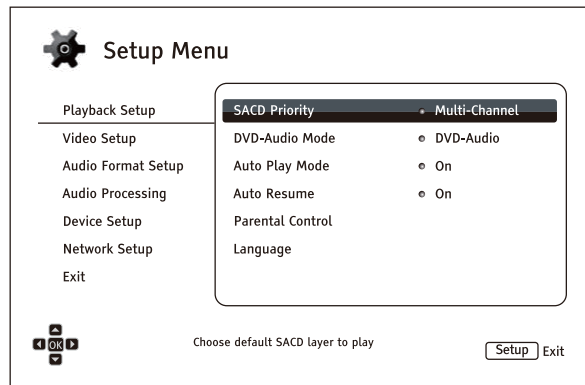 Setup Menu
Playback Setup
Video Setup
Audio Format Setup
Audio Processing
Device Setup
Network Setup
Exit
SACD Priority Multi-Channel
DVD-Audio Mode DVD-Audio
Auto Play Mode On
Auto Resume On
Parental Control
Language
OK
Choose default SACD layer to play
Setup Exit